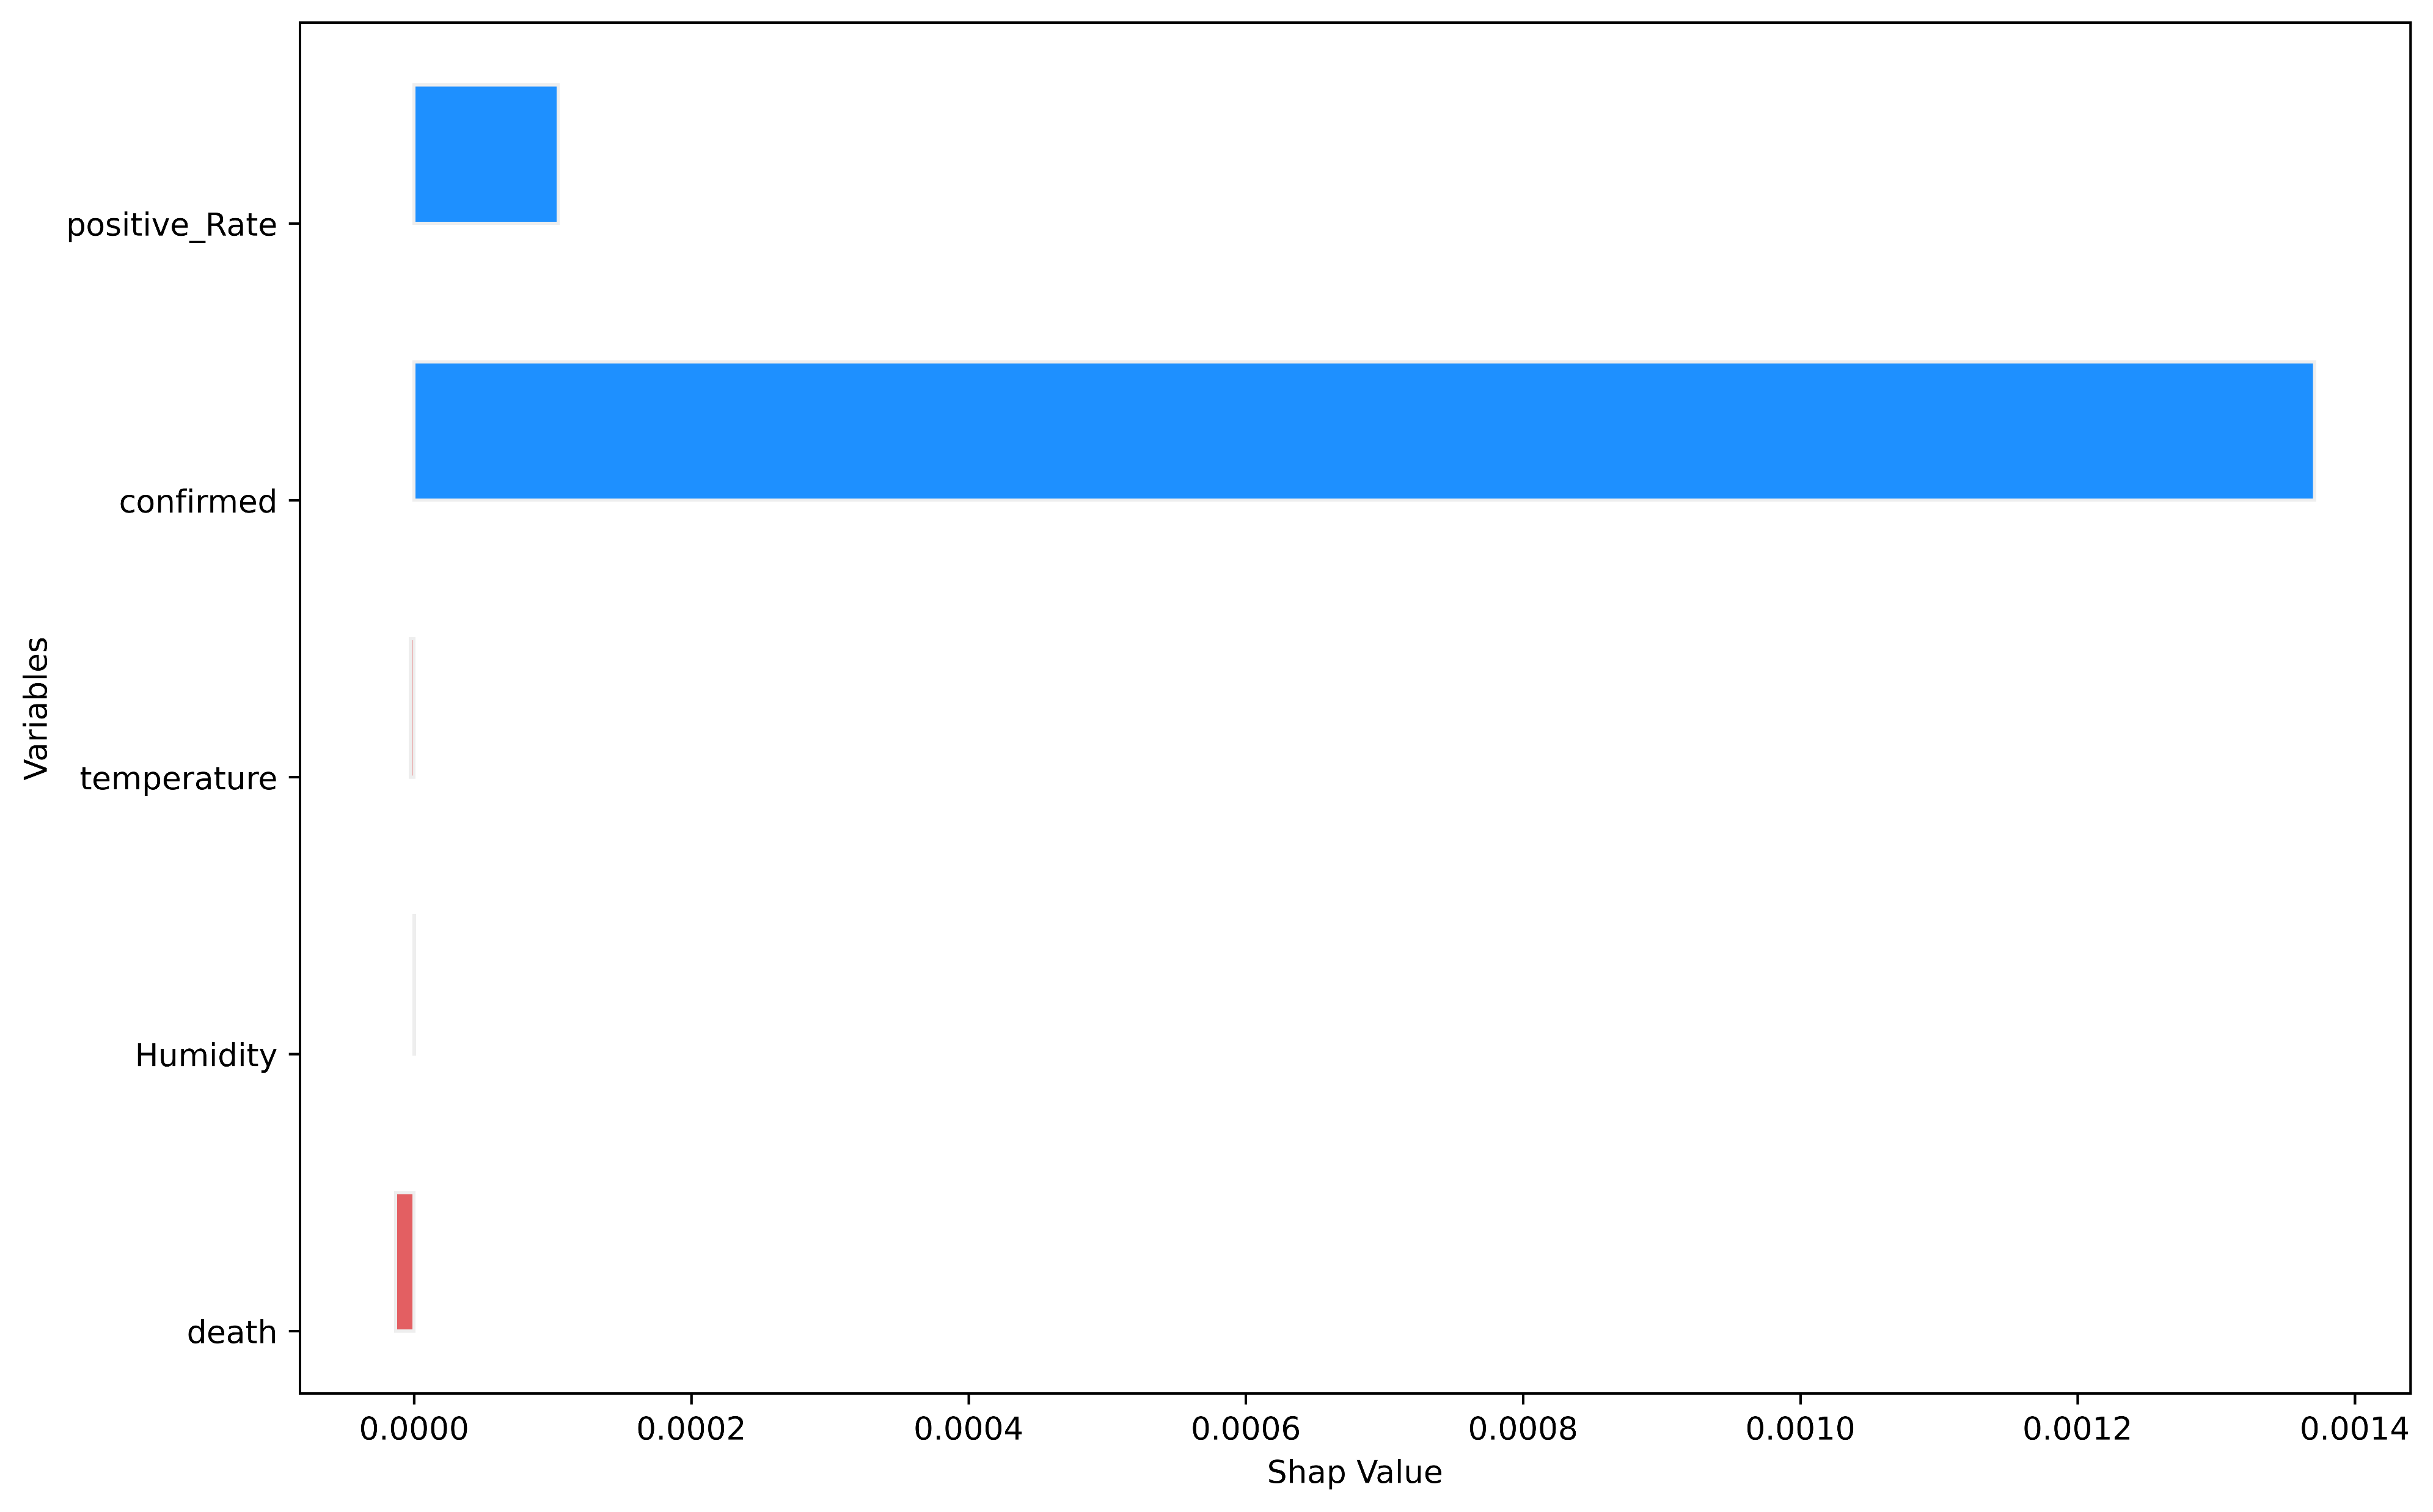 positive_Rate
confirmed
temperature
Humidity
death
Variables
0.0000 0.0002 0.0004 0.0006 0.0008 0.0010 0.0012 0.0014
Shap Value